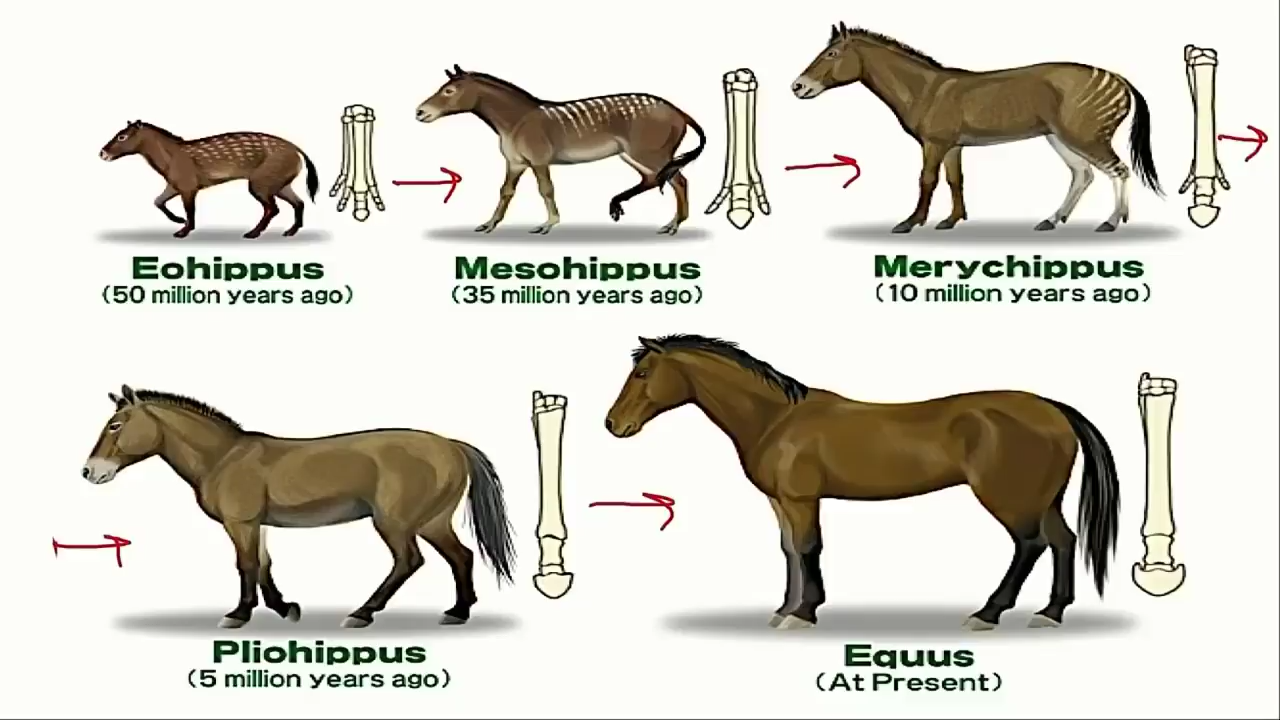 Eohippus
(50 million years ago)
Mesohippus
(35 million years ago)
Merychippus
(10 million years ago)
Pliohippus
(5 million years ago)
Equus
(At Present)